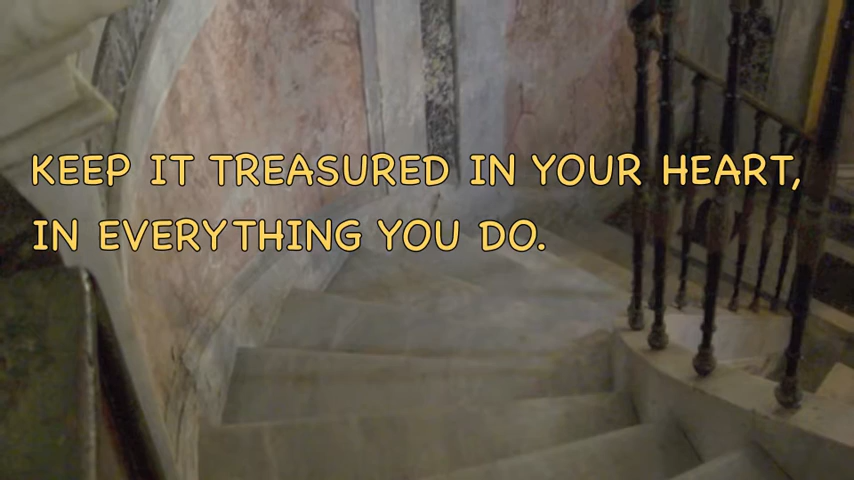 KEEP IT TREASURED IN YOUR HEART,
IN EVERYTHING YOU DO.